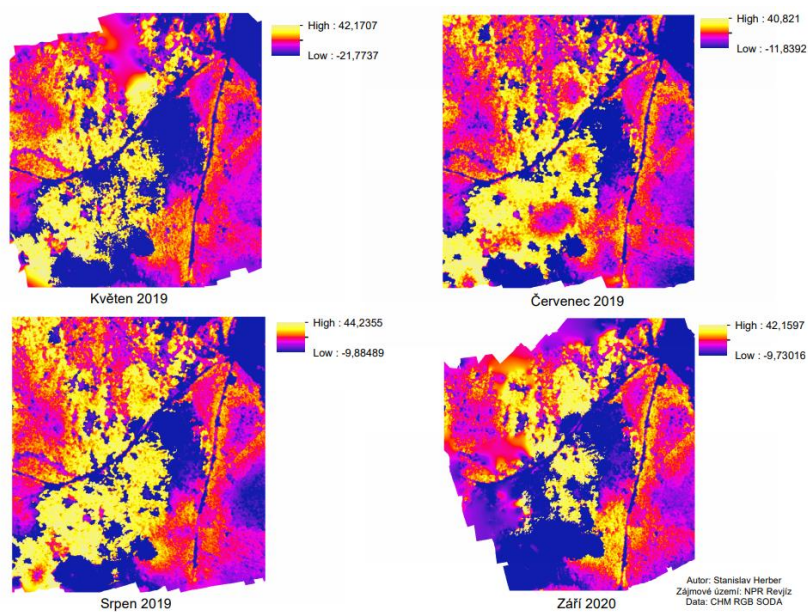 High : 42,1707
Low : -21,7737
Květen 2019
High : 40,821
Low : -11,8392
Červenec 2019
High : 44,2355
Low : -9,88489
Srpen 2019
High : 42,1597
Low : -9,73016
Září 2020
Autor: Stanislav Herber
Zájmové území: NPR Revjíz
Data: CHM RGB SODA